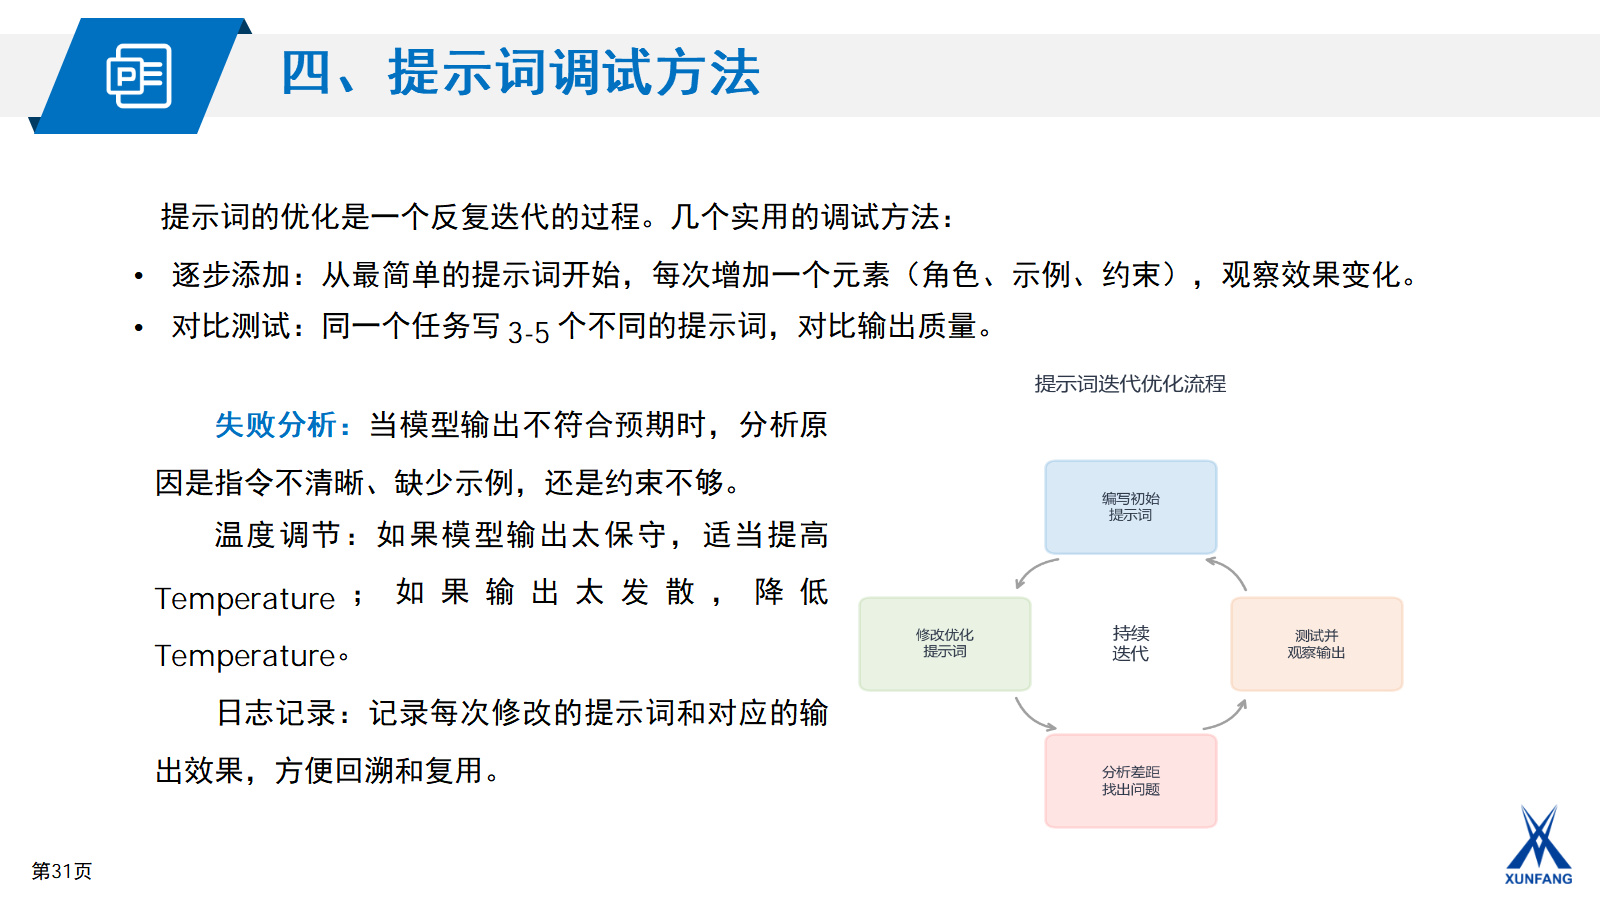 四、提示词调试方法
提示词的优化是一个反复迭代的过程。几个实用的调试方法：
• 逐步添加：从最简单的提示词开始，每次增加一个元素（角色、示例、约束），观察效果变化。
• 对比测试：同一个任务写 3-5 个不同的提示词，对比输出质量。
失败分析：当模型输出不符合预期时，分析原
因是指令不清晰、缺少示例，还是约束不够。
温度调节：如果模型输出太保守，适当提高
Temperature；如果输出太发散，降低
Temperature。
日志记录：记录每次修改的提示词和对应的输
出效果，方便回溯和复用。
提示词迭代优化流程
编写初始
提示词
修改优化
提示词
持续
迭代
测试并
观察输出
分析差距
找出问题
第31页
XUNFANG